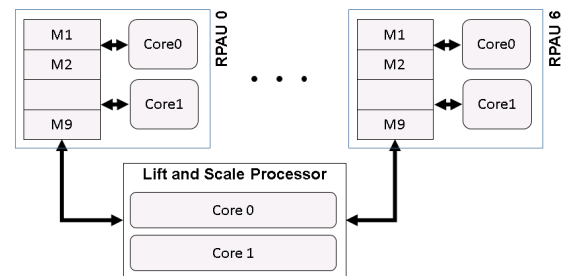 M1
M2
M9
Core0
Core1
RPAU 0
. . .
M1
M2
M9
Core0
Core1
RPAU 6
Lift and Scale Processor
Core 0
Core 1